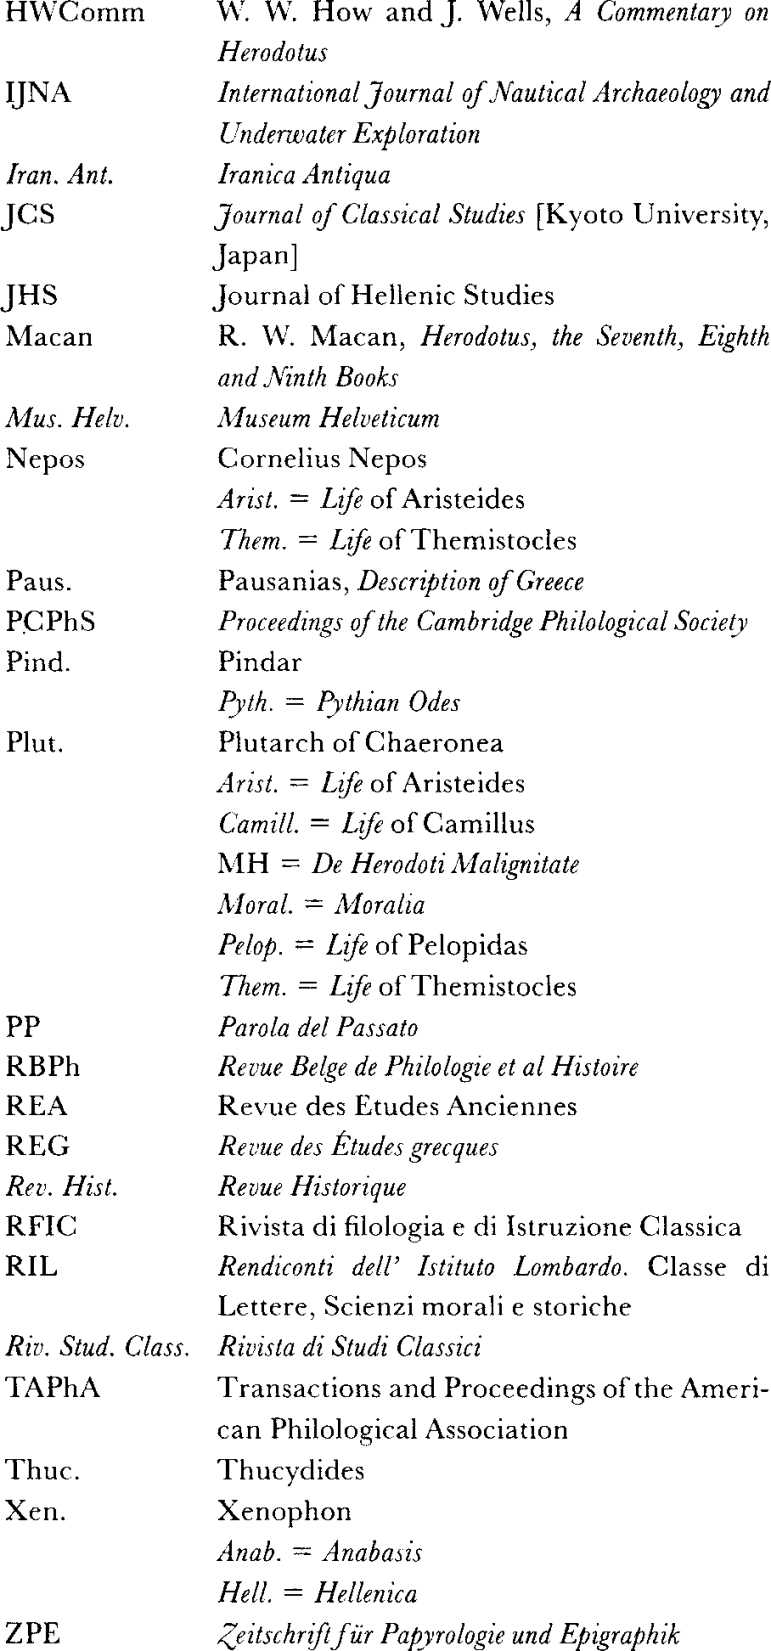 HWComm W. W. How and J. Wells, A Commentary on
Herodotus
IJNA International Journal of Nautical Archaeology and
Underwater Exploration
Iran. Ant. Iranica Antiqua
JCS Journal of Classical Studies [Kyoto University,
Japan]
JHS Journal of Hellenic Studies
Macan R. W. Macan, Herodotus, the Seventh, Eighth
and Ninth Books
Mus. Helv. Museum Helveticum
Nepos Cornelius Nepos
Arist. = Life of Aristeides
Them. = Life of Themistocles
Paus. Pausanias, Description of Greece
PCPhS Proceedings of the Cambridge Philological Society
Pind. Pindar
Pyth. = Pythian Odes
Plut. Plutarch of Chaeronea
Arist. = Life of Aristeides
Camill. = Life of Camillus
MH = De Herodoti Malignitate
Moral. = Moralia
Pelop. = Life of Pelopidas
Them. = Life of Themistocles
PP Parola del Passato
RBPh Revue Belge de Philologie et al Histoire
REA Revue des Etudes Anciennes
REG Revue des Études grecques
Rev. Hist. Revue Historique
RFIC Rivista di filologia e di Istruzione Classica
RIL Rendiconti dell' Istituto Lombardo. Classe di
Lettere, Scienzi morali e storiche
Riv. Stud. Class. Rivista di Studi Classici
TAPhA Transactions and Proceedings of the Ameri-
can Philological Association
Thuc. Thucydides
Xen. Xenophon
Anab. = Anabasis
Hell. = Hellenica
ZPE Zeitschrift für Papyrologie und Epigraphik